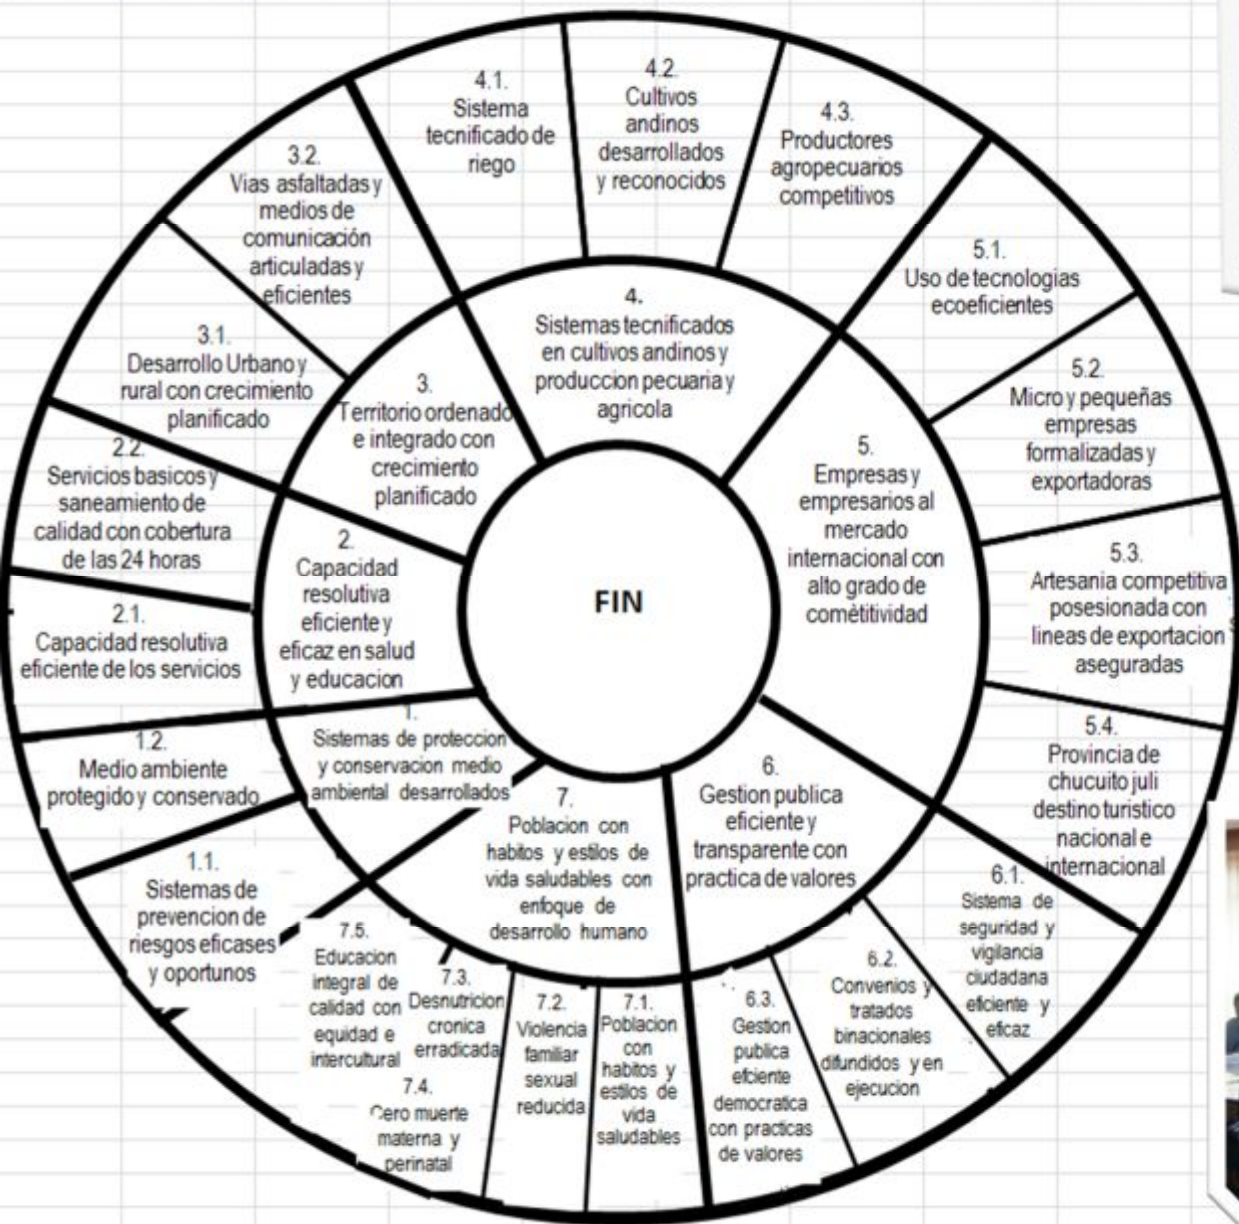 4.1.
Sistema
tecnificado de
riego
4.2.
Cultivos
andinos
desarrollados
y reconocidos
4.3.
Productores
agropecuarios
competitivos
3.2.
Vias asfaltadas y
medios de
comunicación
articuladas y
eficientes
5.1.
Uso de tecnologias
ecoeficientes
3.1.
Desarrollo Urbano y
rural con crecimiento
planificado
4.
Sistemas tecnificados
en cultivos andinos y
produccion pecuaria y
agricola
5.2.
Micro y pequeñas
empresas
formalizadas y
exportadoras
3.
Territorio ordenado
e integrado con
crecimiento
planificado
5.
Empresas y
empresarios al
mercado
internacional con
alto grado de
comètitividad
2.2.
Servicios basicos y
saneamiento de
calidad con cobertura
de las 24 horas
2.
Capacidad
resolutiva
eficiente y
eficaz en salud
y educacion
FIN
5.3.
Artesania competitiva
posesionada con
lineas de exportacion
aseguradas
2.1.
Capacidad resolutiva
eficiente de los servicios
1.
Sistemas de proteccion
y conservacion medio
ambiental desarrollados
5.4.
Provincia de
chucuito juli
destino turistico
nacional e
internacional
1.2.
Medio ambiente
protegido y conservado
6.
Gestion publica
eficiente y
transparente con
practica de valores
7.
Poblacion con
habitos y estilos de
vida saludables con
enfoque de
desarrollo humano
1.1.
Sistemas de
prevencion de
riesgos eficases
y oportunos
6.1.
Sistema de
seguridad y
vigilancia
ciudadana
eficiente y
eficaz
7.5.
Educacion
integral de
calidad con
equidad e
intercultural
7.3.
Desnutricion
cronica
erradicada
7.4.
Cero muerte
materna y
perinatal
7.2.
Violencia
familiar
sexual
reducida
7.1.
Poblacion
con
habitos y
estilos de
vida
saludables
6.3.
Gestion
publica
efciente
democratica
con practicas
de valores
6.2.
Convenios y
tratados
binacionales
difundidos y en
ejecucion